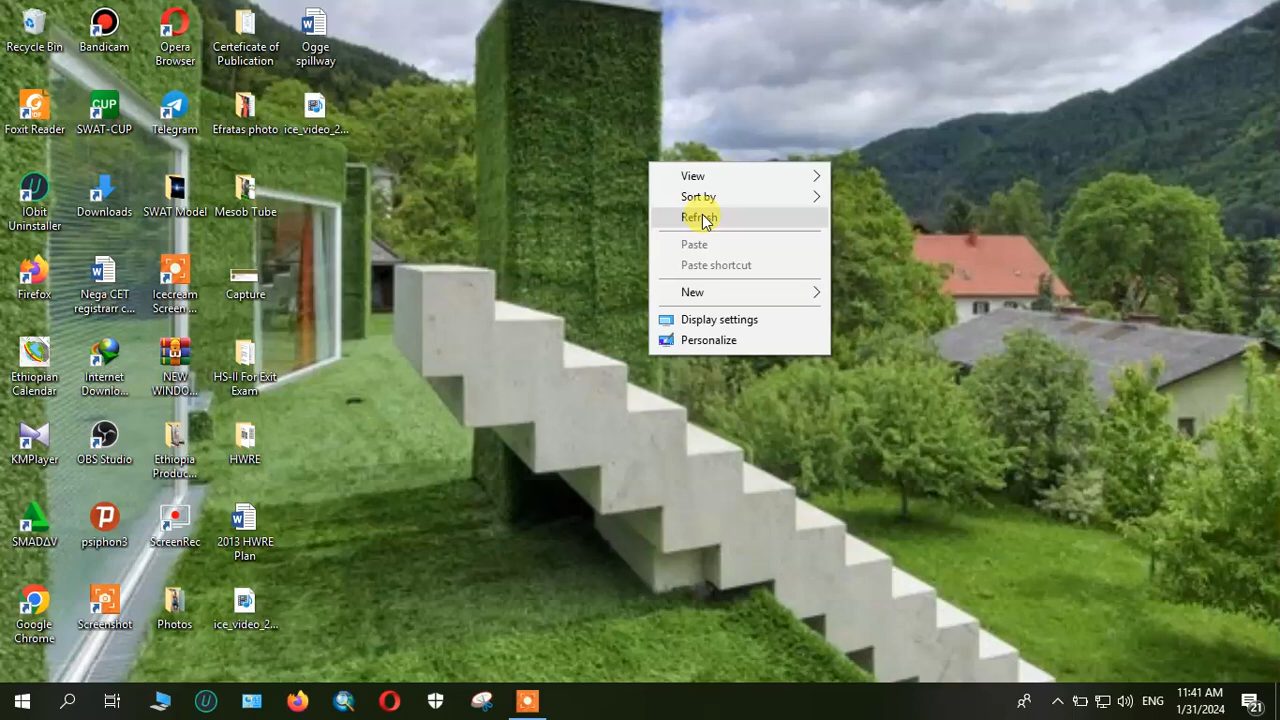 Recycle Bin
Bandicam
Opera
Browser
Certeficate of
Publication
Ogge
spillway
Foxit Reader
CUP
SWAT-CUP
Telegram
Efratas photo
ice_video_2...
IObit
Uninstaller
Downloads
SWAT Model
Mesob Tube
Firefox
Nega CET
registrarr c...
Icecream
Screen ...
Capture
Ethiopian
Calendar
Internet
Downlo...
NEW
WINDO...
HS-II For Exit
Exam
KMPlayer
OBS Studio
Ethiopia
Produc...
HWRE
SMADΔV
psiphon3
ScreenRec
2013 HWRE
Plan
Google
Chrome
Screenshot
Photos
ice_video_2...
View
Sort by
Refresh
Paste
Paste shortcut
New
Display settings
Personalize
ENG
11:41 AM
1/31/2024
21